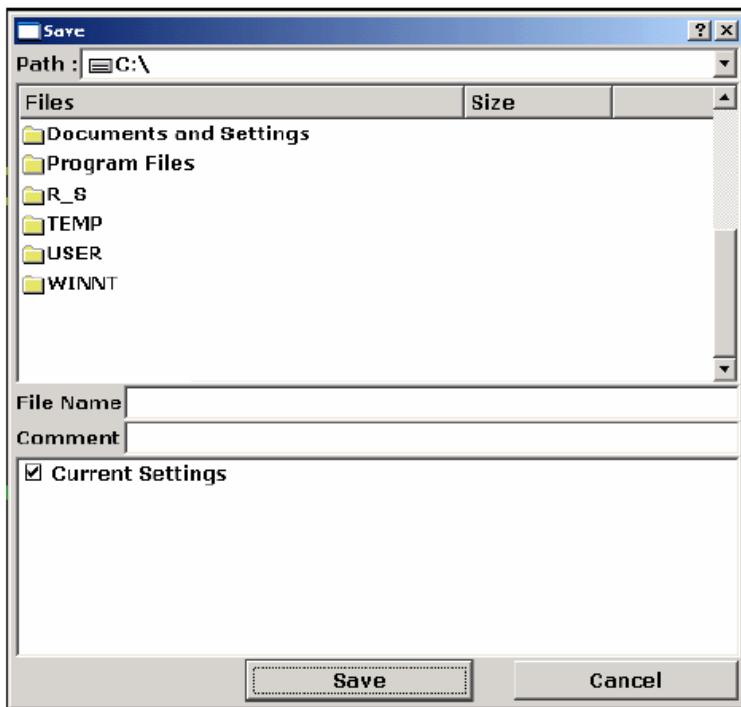 Save
Path : C:\
Files Size
Documents and Settings
Program Files
R_S
TEMP
USER
WINNT
File Name
Comment
Current Settings
Save Cancel